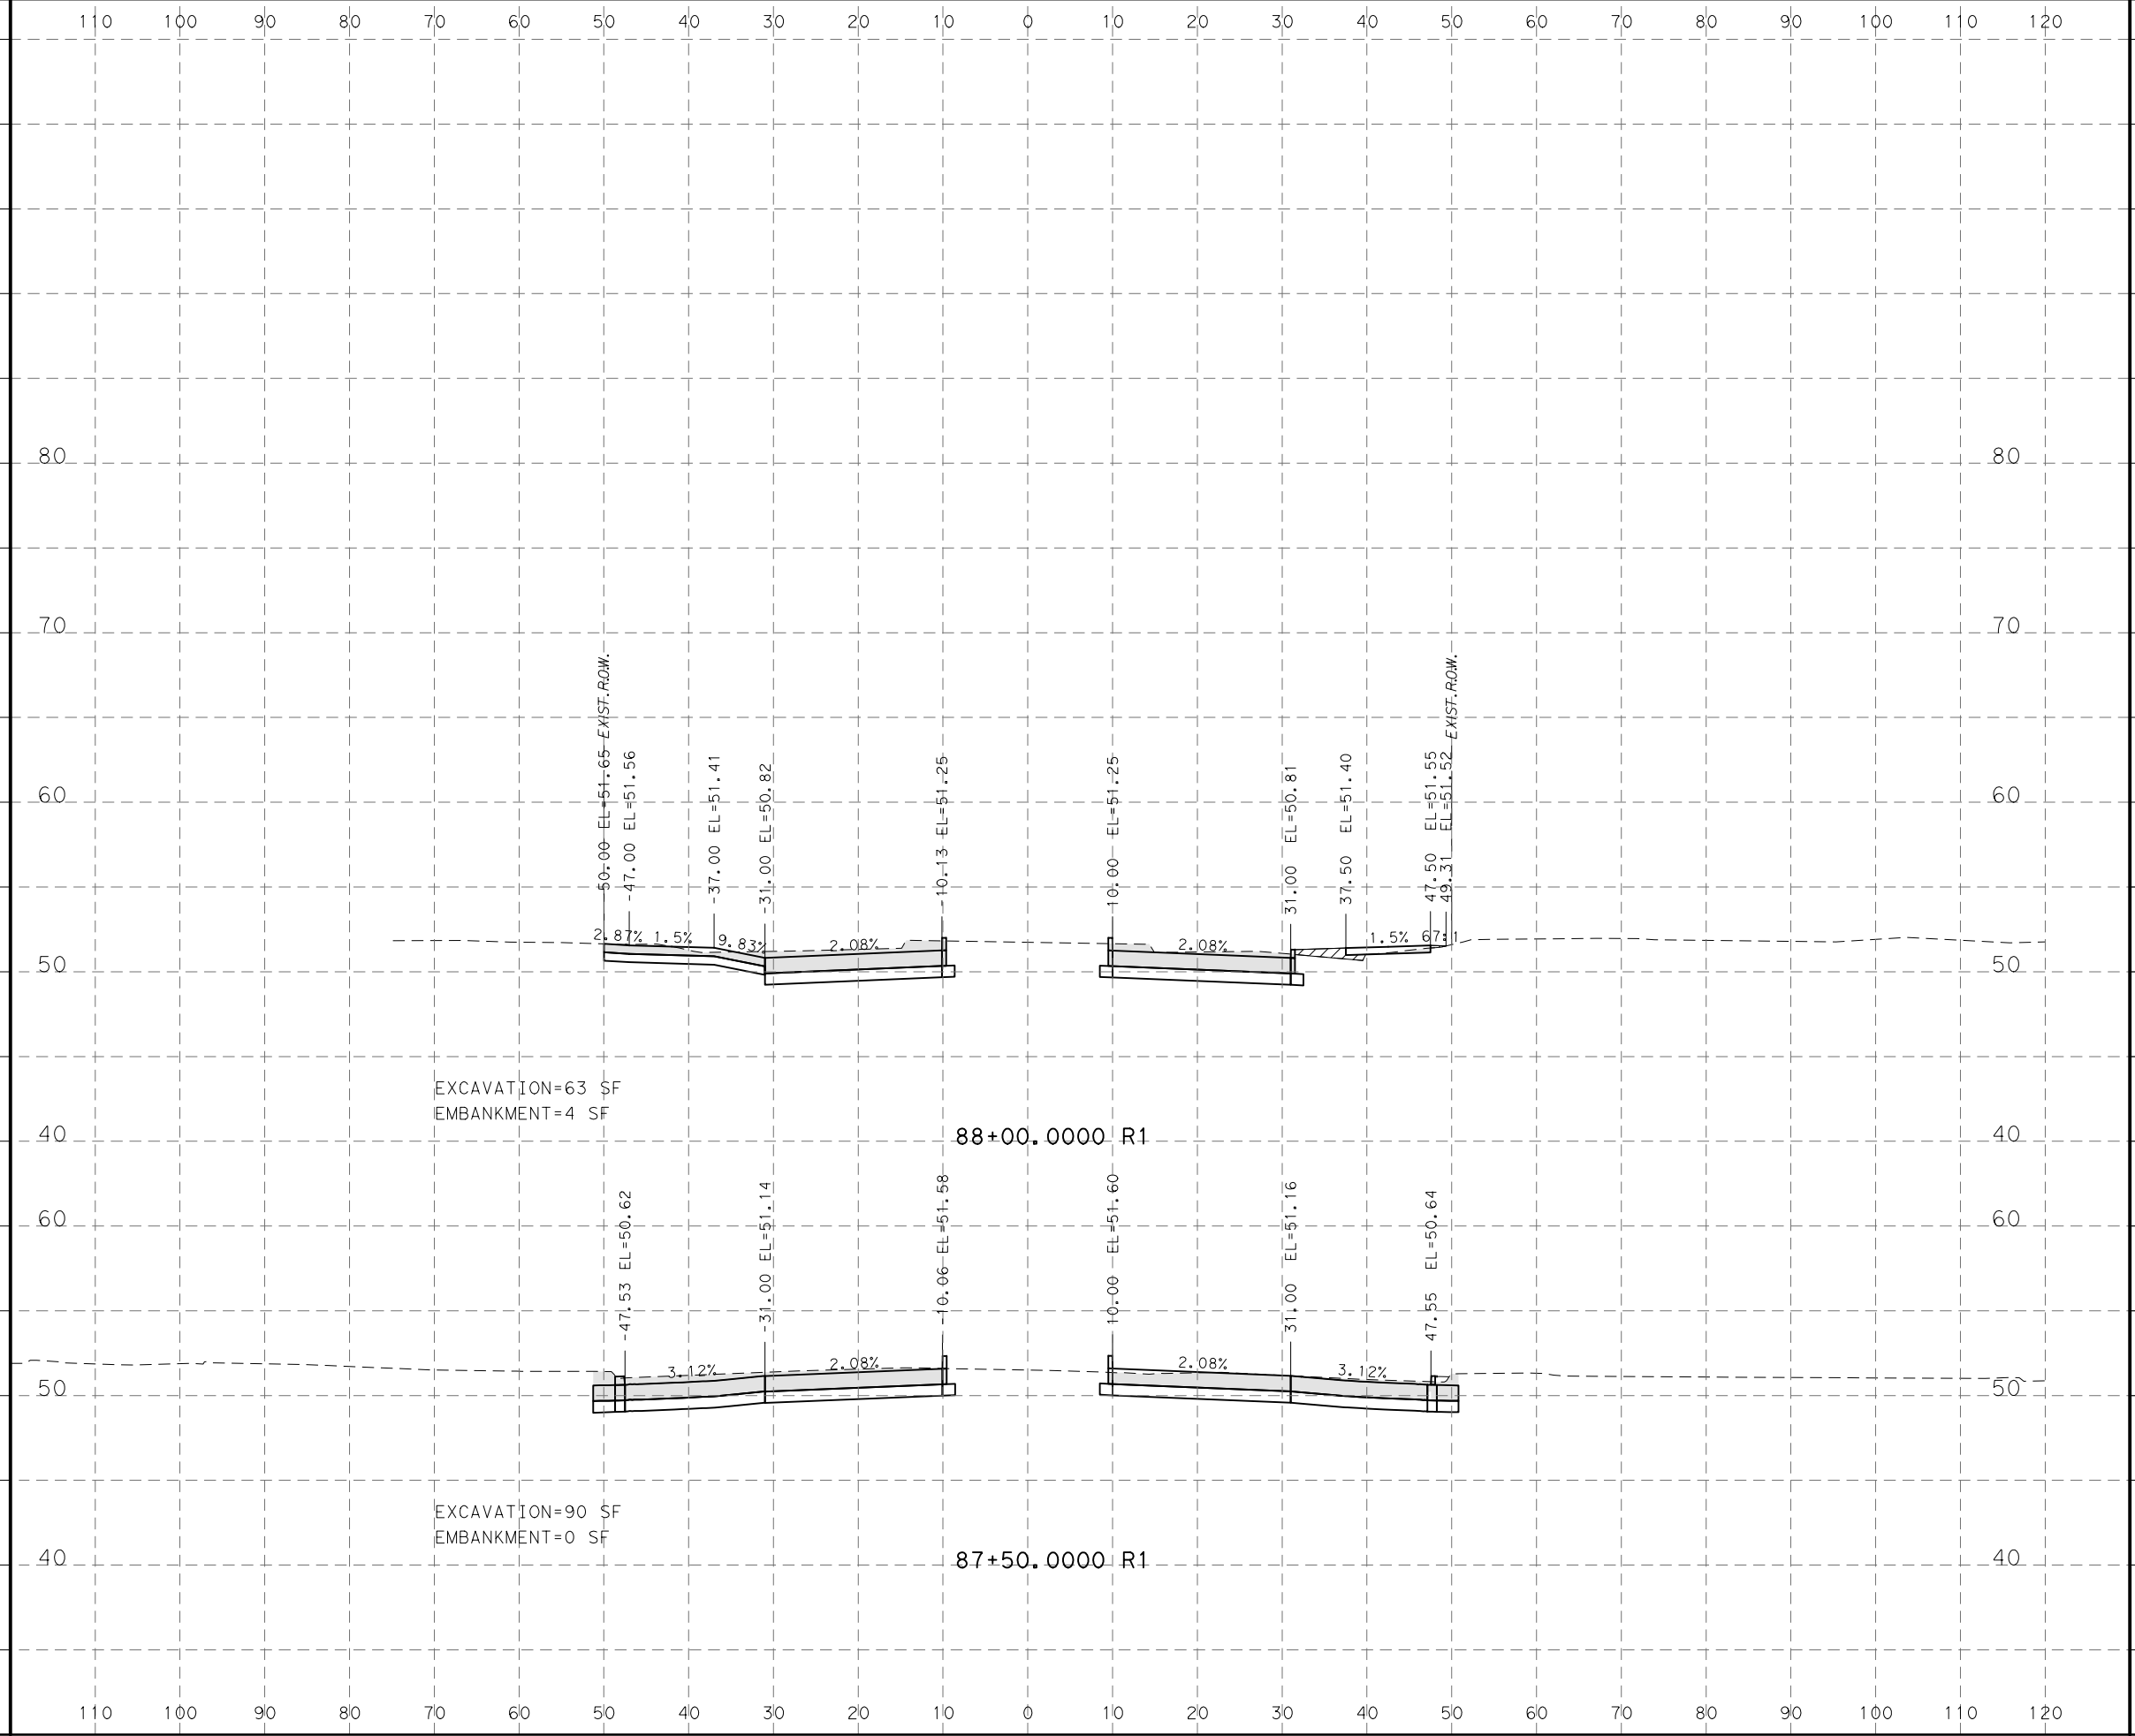 110 100 90 80 70 60 50 40 30 20 10 0 10 20 30 40 50 60 70 80 90 100 110 120
80 80
70 70
EXIST.R.O.W. EXIST.R.O.W.
60 60
-50.00 EL=51.65
-47.00 EL=51.56
-37.00 EL=51.41
-31.00 EL=50.82
-10.13 EL=51.25
10.00 EL=51.25
31.00 EL=50.81
37.50 EL=51.40
47.50 EL=51.55
49.31 EL=51.52
2.87% 1.5% 9.83% 2.08% 2.08% 1.5% 67:1
50 50
EXCAVATION=63 SF
EMBANKMENT=4 SF
40 40
88+00.0000 R1
60 60
-47.53 EL=50.62
-31.00 EL=51.14
-10.06 EL=51.58
10.00 EL=51.60
31.00 EL=51.16
47.55 EL=50.64
3.12% 2.08% 2.08% 3.12%
50 50
EXCAVATION=90 SF
EMBANKMENT=0 SF
40 40
87+50.0000 R1
110 100 90 80 70 60 50 40 30 20 10 0 10 20 30 40 50 60 70 80 90 100 110 120